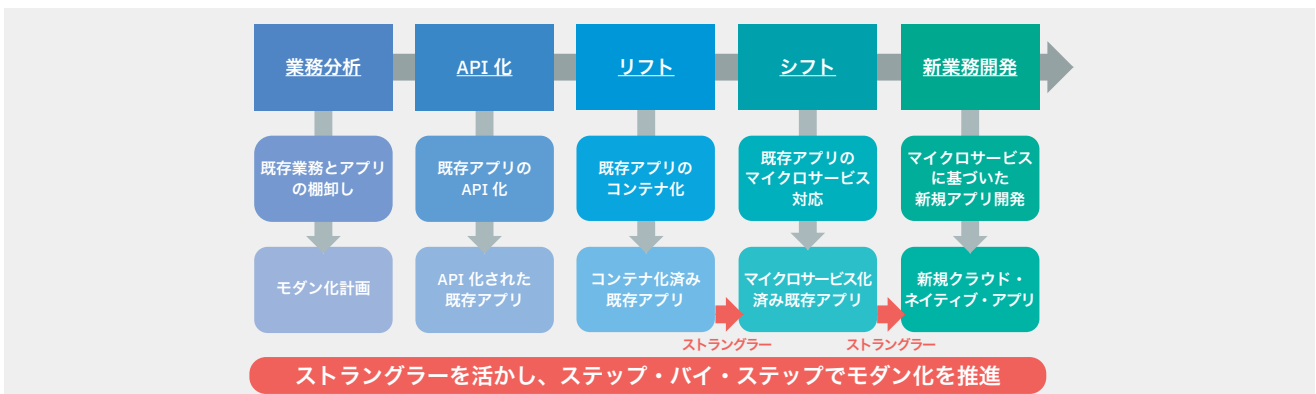 業務分析
API 化
リフト
シフト
新業務開発
既存業務とアプリ
の棚卸し
既存アプリの
API 化
既存アプリの
コンテナ化
既存アプリの
マイクロサービス
対応
マイクロサービス
に基づいた
新規アプリ開発
モダン化計画
API 化された
既存アプリ
コンテナ化済み
既存アプリ
マイクロサービス化
済み既存アプリ
新規クラウド・
ネイティブ・アプリ
ストラングラー
ストラングラー
ストラングラーを活かし、ステップ・バイ・ステップでモダン化を推進